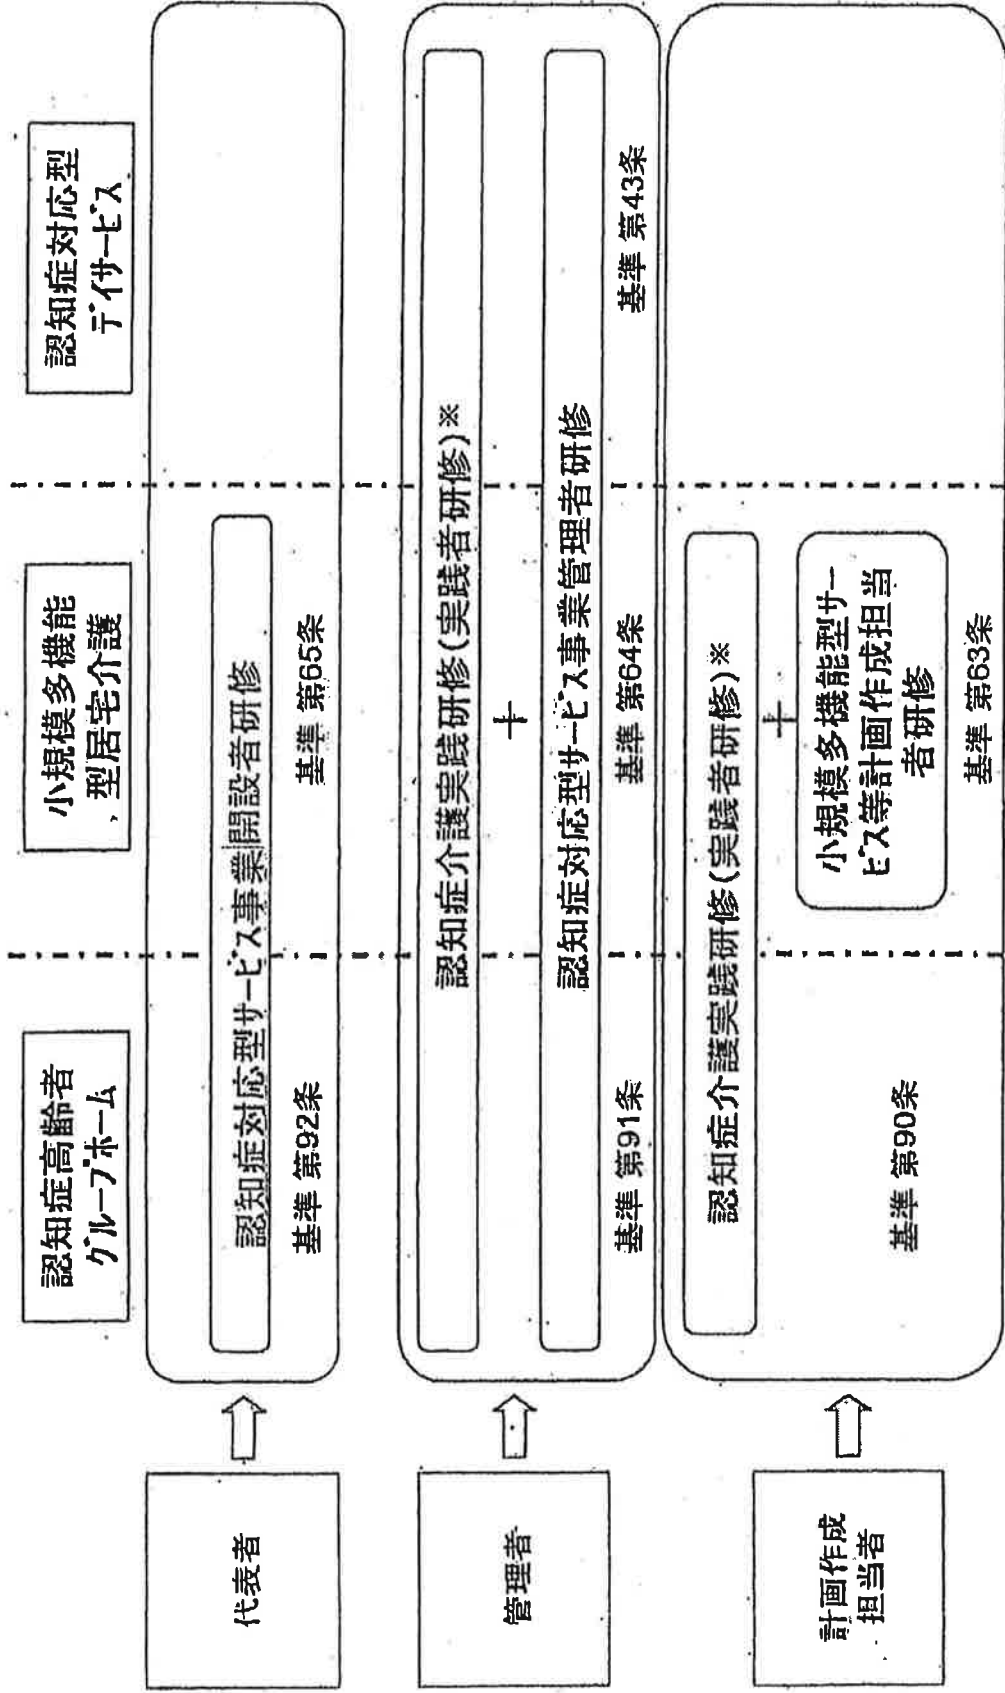 認知症高齢者
グループホーム
小規模多機能
型居宅介護
認知症対応型
デイサービス
代表者
認知症対応型サービス事業開設者研修
基準 第92条
基準 第65条
管理者
認知症介護実践研修(実践者研修)※
+
認知症対応型サービス事業管理者研修
基準 第91条
基準 第64条
基準 第43条
計画作成
担当者
認知症介護実践研修(実践者研修)※
+
小規模多機能型サー
ビス等計画作成担当
者研修
基準 第90条
基準 第63条